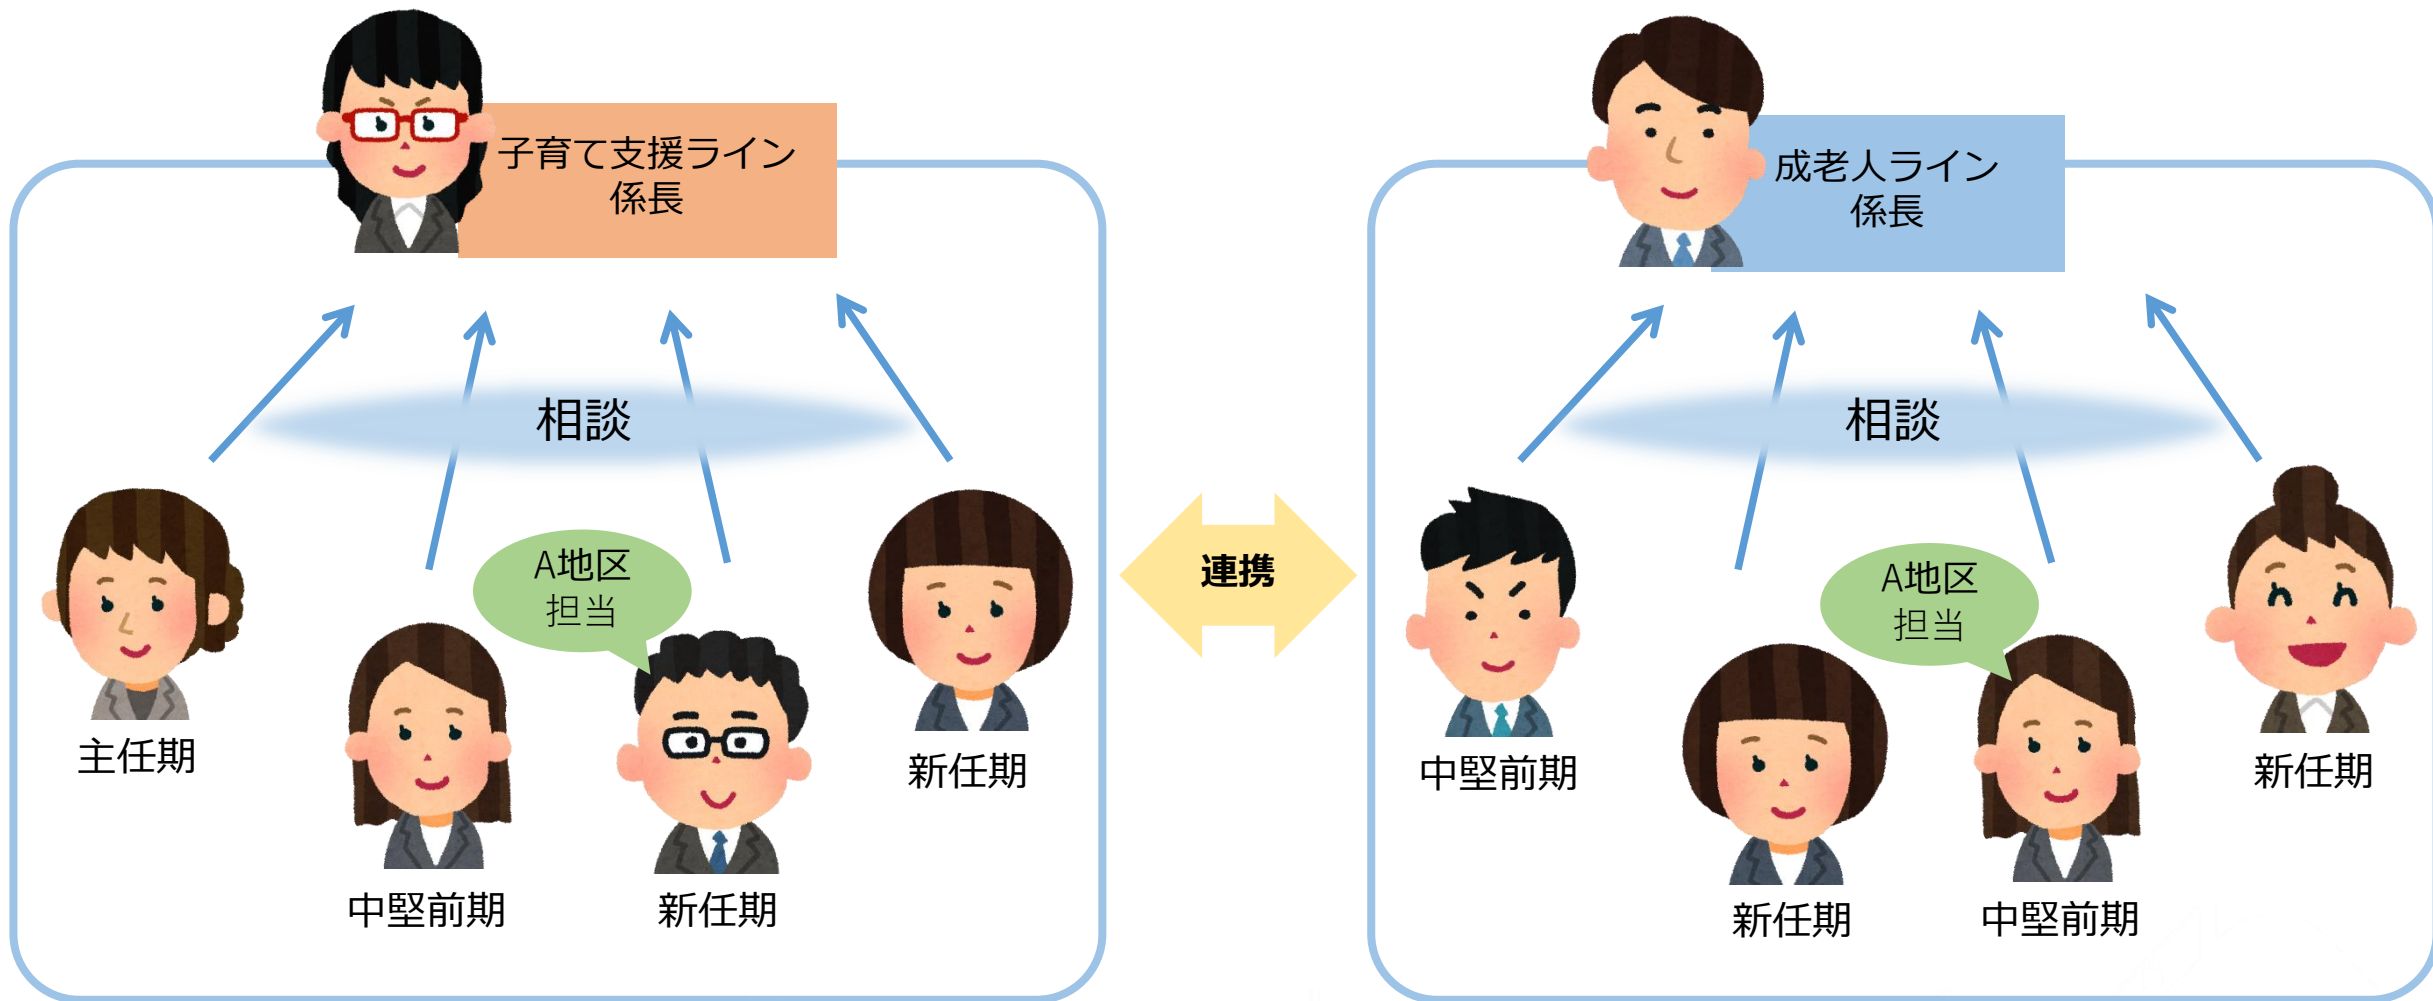 子育て支援ライン
係長
相談
A地区
担当
主任期
中堅前期
新任期
新任期
連携
成老人ライン
係長
相談
A地区
担当
中堅前期
新任期
中堅前期
新任期